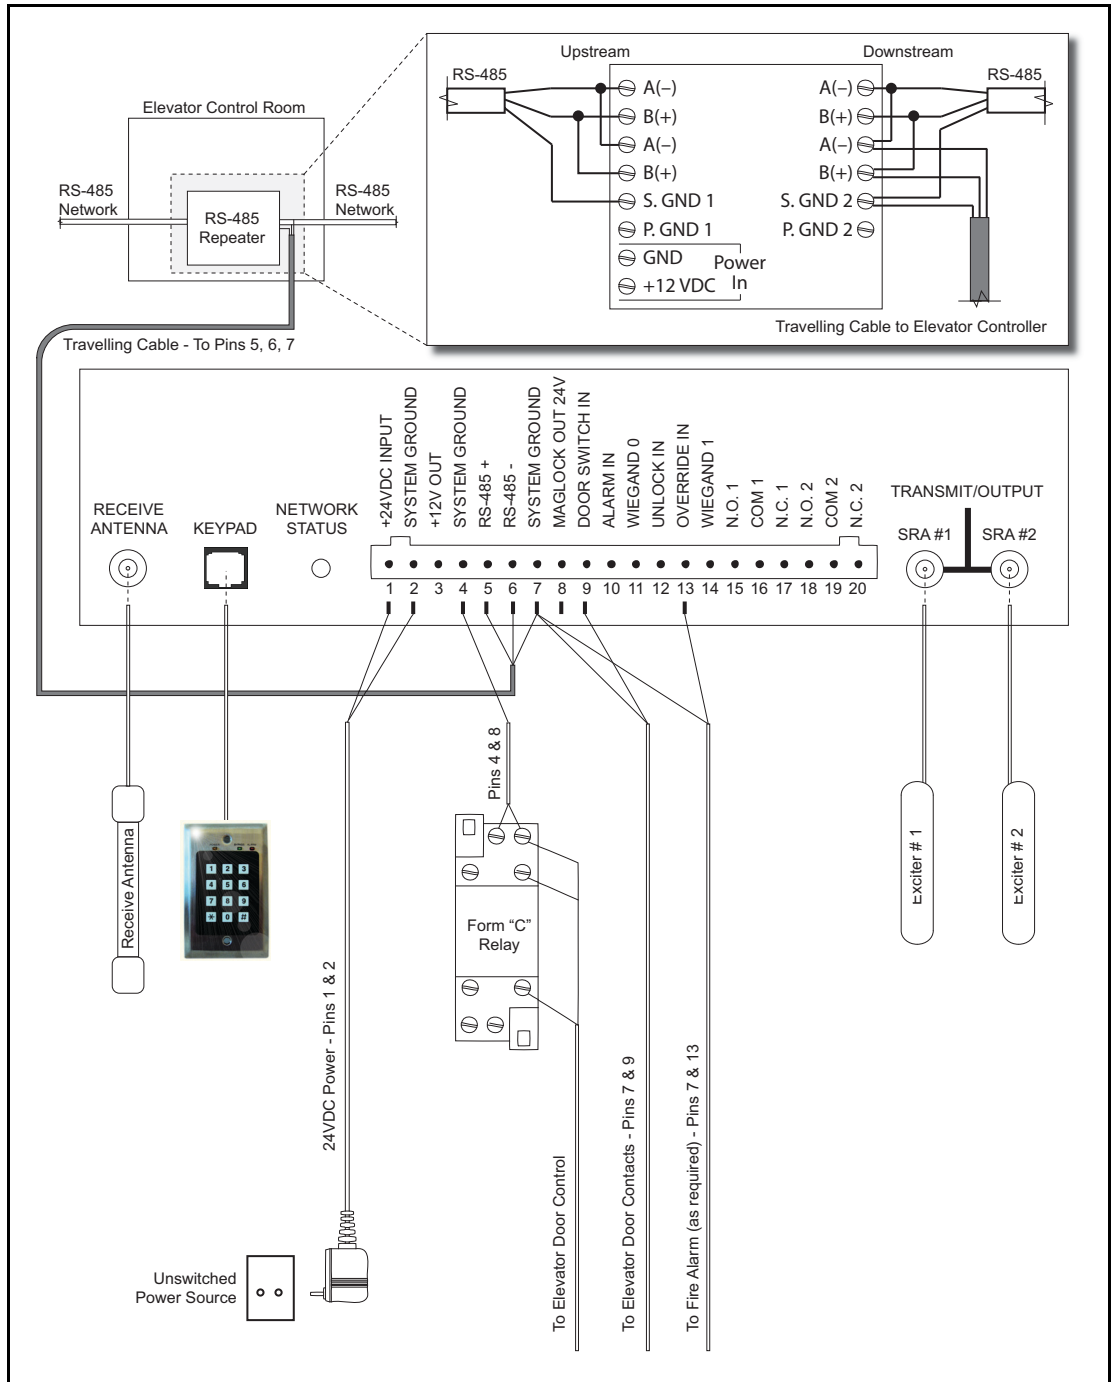 Upstream
Downstream
RS-485
A(–)
B(+)
A(–)
B(+)
S. GND 1
P. GND 1
GND
+12 VDC
Power
In
A(–)
B(+)
A(–)
B(+)
S. GND 2
P. GND 2
RS-485
Travelling Cable to Elevator Controller
Elevator Control Room
RS-485
Network
RS-485
Repeater
RS-485
Network
Travelling Cable - To Pins 5, 6, 7
RECEIVE
ANTENNA
KEYPAD
NETWORK
STATUS
+24VDC INPUT
SYSTEM GROUND
+12V OUT
SYSTEM GROUND
RS-485 +
RS-485 -
SYSTEM GROUND
MAGLOCK OUT 24V
DOOR SWITCH IN
ALARM IN
WIEGAND 0
UNLOCK IN
OVERRIDE IN
WIEGAND 1
N.O. 1
COM 1
N.C. 1
N.O. 2
COM 2
N.C. 2
1 2 3 4 5 6 7 8 9 10 11 12 13 14 15 16 17 18 19 20
TRANSMIT/OUTPUT
SRA #1
SRA #2
Receive Antenna
1 2 3
4 5 6
7 8 9
* 0 #
24VDC Power - Pins 1 & 2
Pins 4 & 8
Form “C”
Relay
To Elevator Door Control
To Elevator Door Contacts - Pins 7 & 9
To Fire Alarm (as required) - Pins 7 & 13
Exciter # 1
Exciter # 2
Unswitched
Power Source